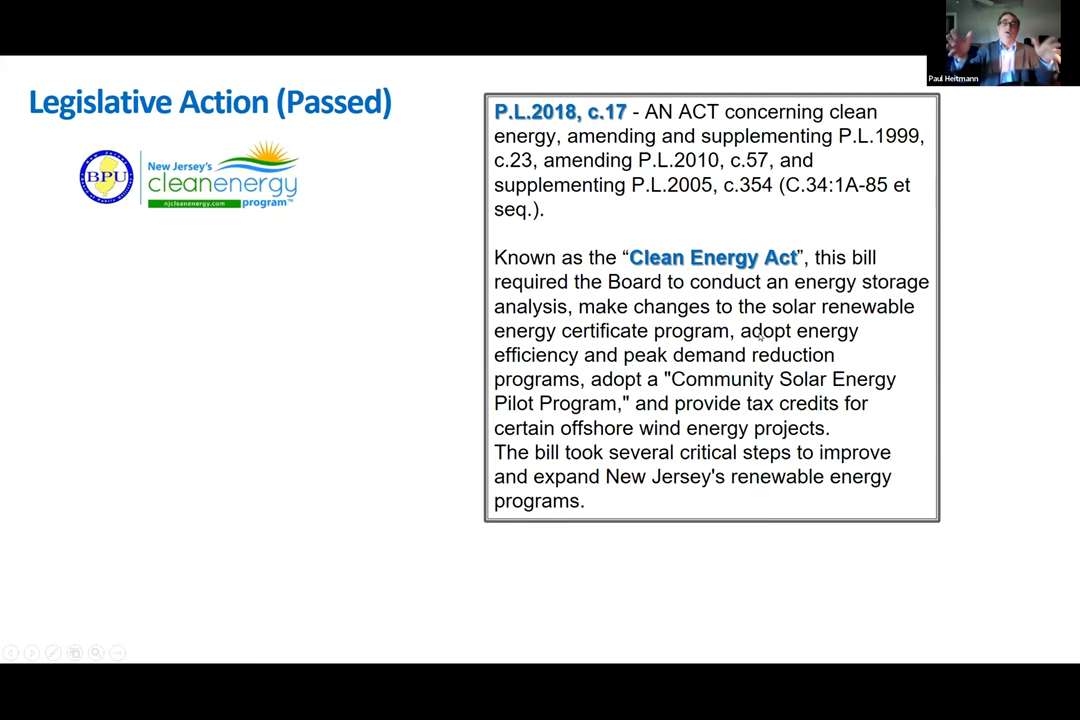 Paul Heitmann
Legislative Action (Passed)
BPU
New Jersey's
cleanenergy
njcleanenergy.com
program™
P.L.2018, c.17 - AN ACT concerning clean
energy, amending and supplementing P.L.1999,
c.23, amending P.L.2010, c.57, and
supplementing P.L.2005, c.354 (C.34:1A-85 et
seq.).
Known as the “Clean Energy Act”, this bill
required the Board to conduct an energy storage
analysis, make changes to the solar renewable
energy certificate program, adopt energy
efficiency and peak demand reduction
programs, adopt a "Community Solar Energy
Pilot Program," and provide tax credits for
certain offshore wind energy projects.
The bill took several critical steps to improve
and expand New Jersey's renewable energy
programs.